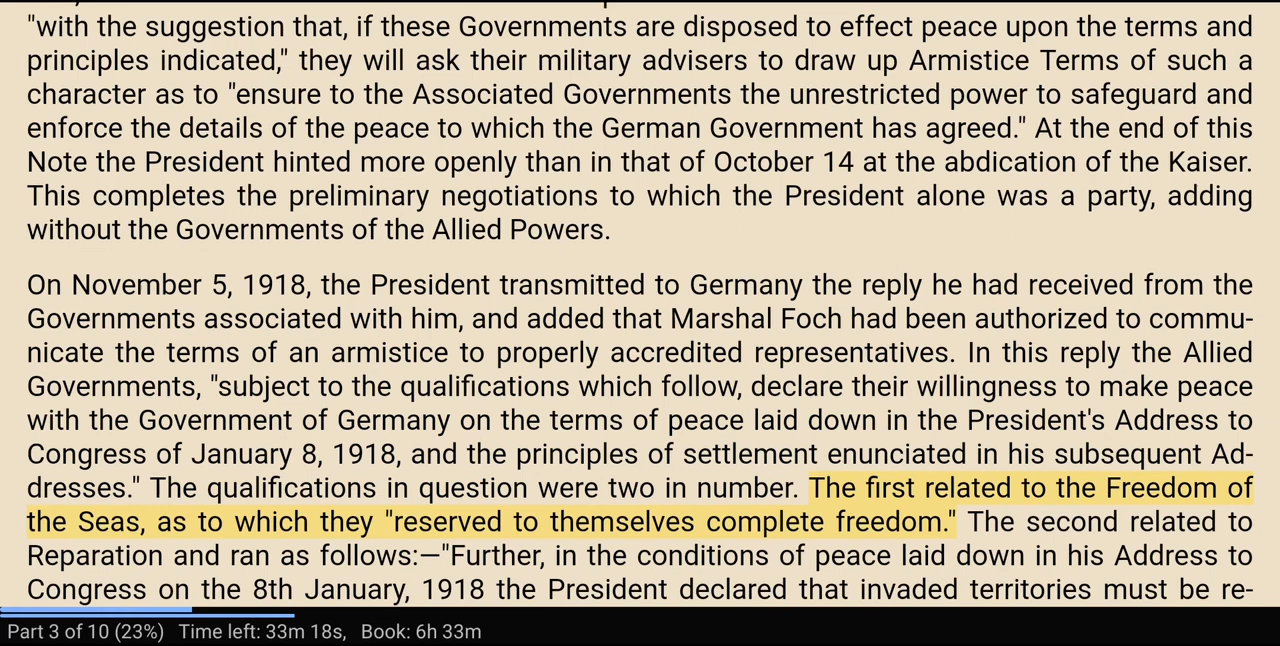 "with the suggestion that, if these Governments are disposed to effect peace upon the terms and
principles indicated," they will ask their military advisers to draw up Armistice Terms of such a
character as to "ensure to the Associated Governments the unrestricted power to safeguard and
enforce the details of the peace to which the German Government has agreed." At the end of this
Note the President hinted more openly than in that of October 14 at the abdication of the Kaiser.
This completes the preliminary negotiations to which the President alone was a party, adding
without the Governments of the Allied Powers.
On November 5, 1918, the President transmitted to Germany the reply he had received from the
Governments associated with him, and added that Marshal Foch had been authorized to commu-
nicate the terms of an armistice to properly accredited representatives. In this reply the Allied
Governments, "subject to the qualifications which follow, declare their willingness to make peace
with the Government of Germany on the terms of peace laid down in the President's Address to
Congress of January 8, 1918, and the principles of settlement enunciated in his subsequent Ad-
dresses." The qualifications in question were two in number. The first related to the Freedom of
the Seas, as to which they "reserved to themselves complete freedom." The second related to
Reparation and ran as follows:—"Further, in the conditions of peace laid down in his Address to
Congress on the 8th January, 1918 the President declared that invaded territories must be re-
Part 3 of 10 (23%) Time left: 33m 18s, Book: 6h 33m